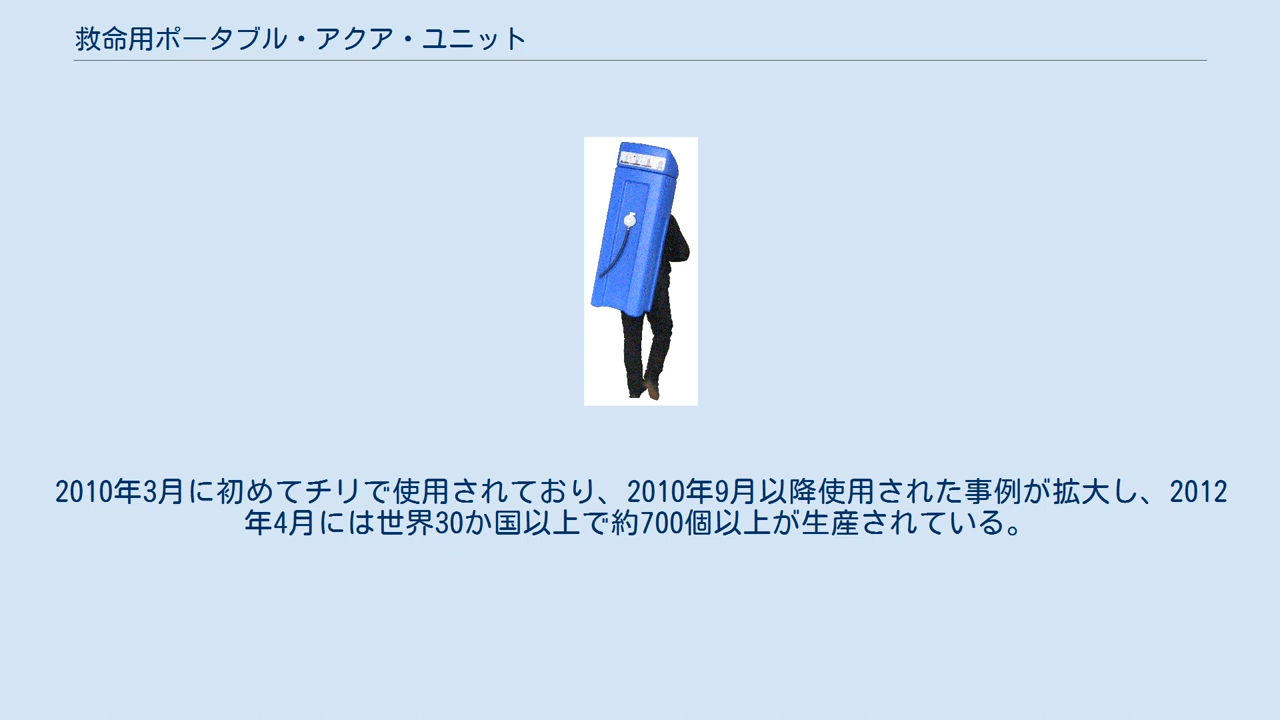 救命用ポータブル・アクア・ユニット
2010年3月に初めてチリで使用されており、2010年9月以降使用された事例が拡大し、2012
年4月には世界30か国以上で約700個以上が生産されている。